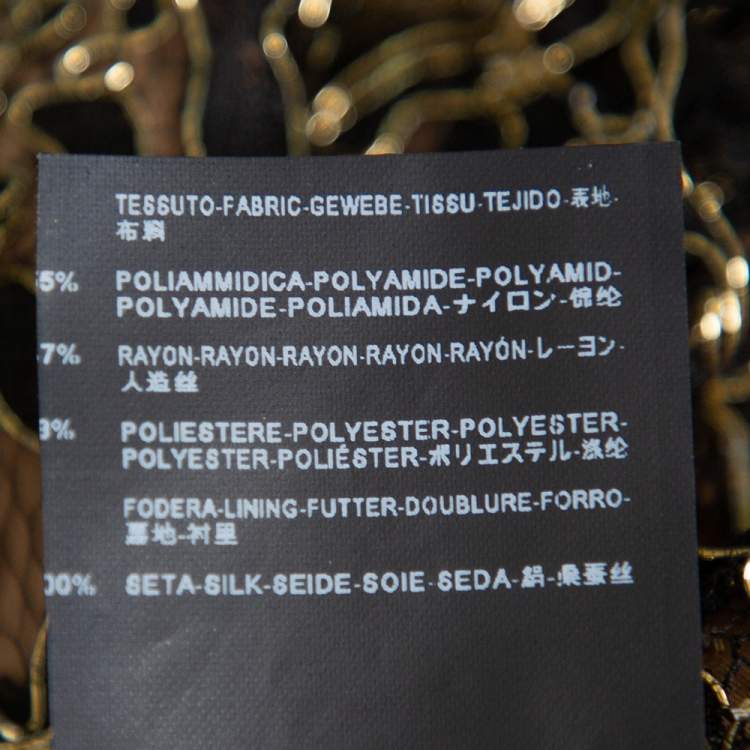 TESSUTO-FABRIC-GEWEBE-TISSU-TEJIDO-表地-
布料
5% POLIAMMIDICA-POLYAMIDE-POLYAMID-
POLYAMIDE-POLIAMIDA-ナイロン-锦纶
7% RAYON-RAYON-RAYON-RAYON-RAYÓN-レーヨン-
人造丝
3% POLIESTERE-POLYESTER-POLYESTER-
POLYESTER-POLIÉSTER-ポリエステル-涤纶
FODERA-LINING-FUTTER-DOUBLURE-FORRO-
裏地-衬里
00% SETA-SILK-SEIDE-SOIE-SEDA-絹-桑蚕丝